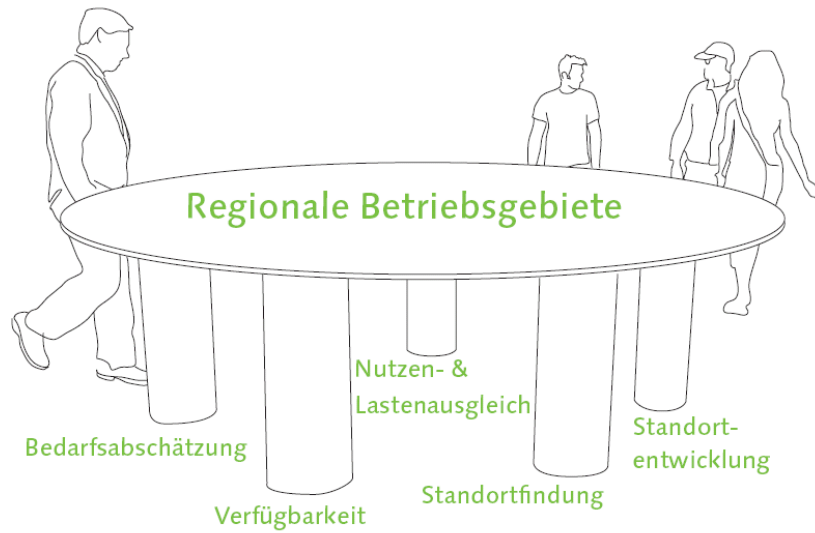 Regionale Betriebsgebiete
Nutzen- &
Lastenausgleich
Standort-
entwicklung
Bedarfsabschätzung
Standortfindung
Verfügbarkeit